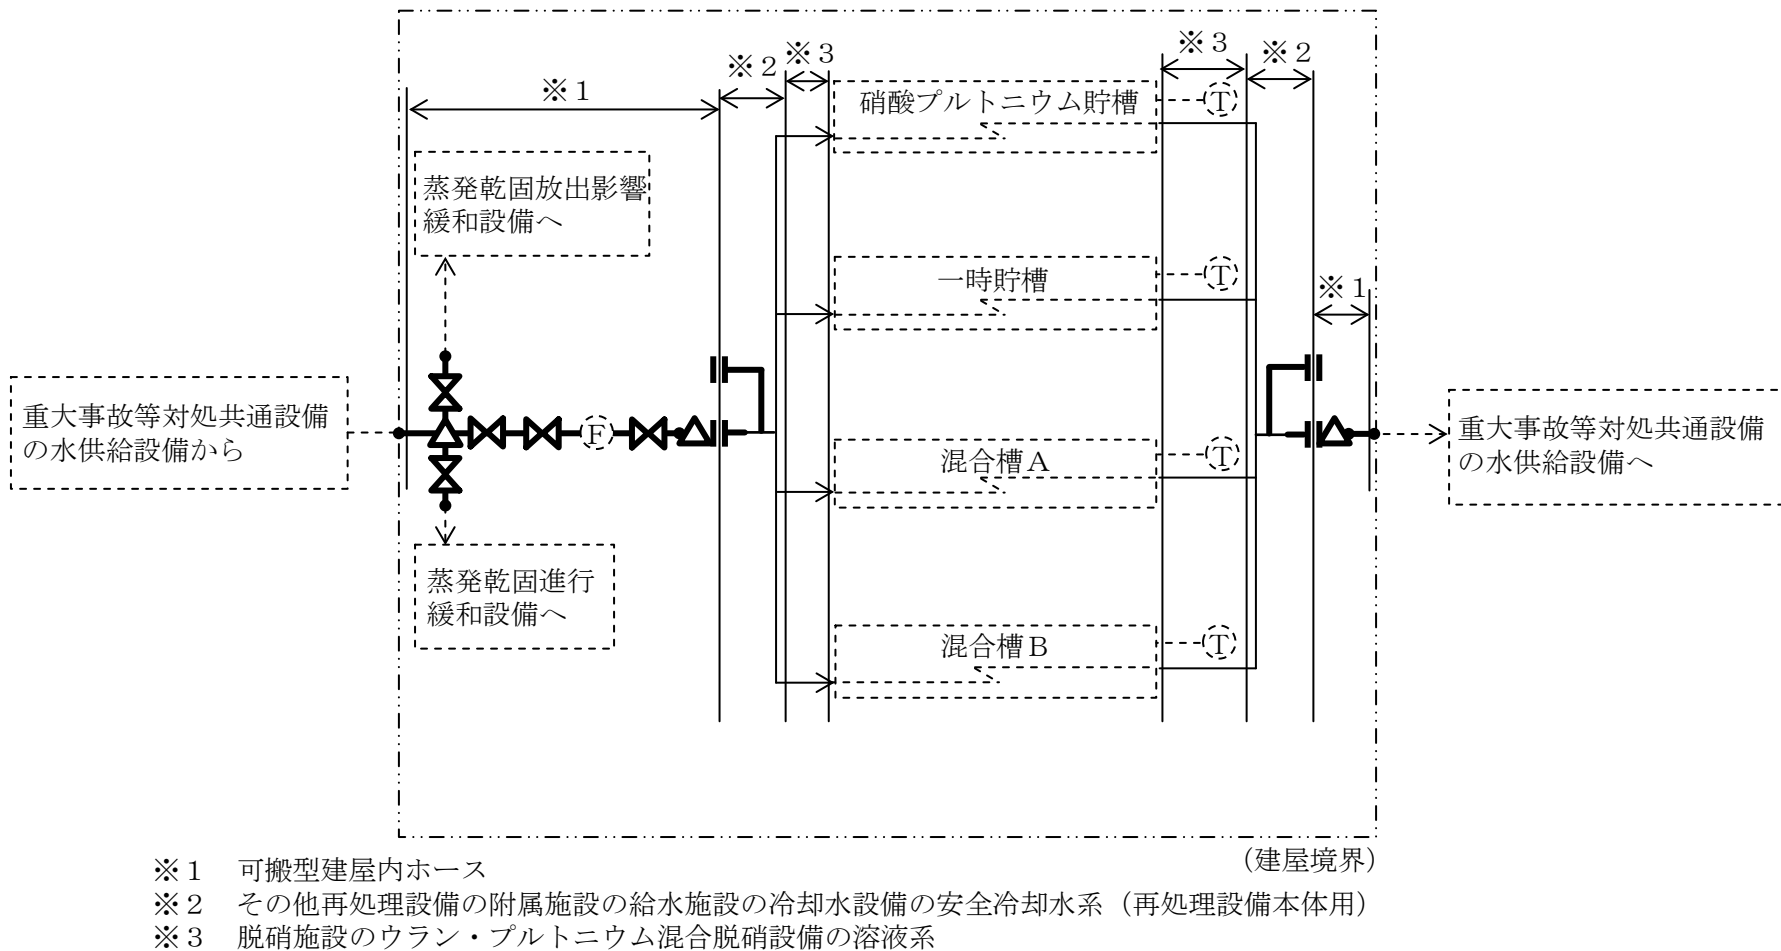 ※１
※２
※３
※３
※２
硝酸プルトニウム貯槽
T
蒸発乾固放出影響
緩和設備へ
一時貯槽
T
※１
重大事故等対処共通設備
の水供給設備から
F
混合槽Ａ
T
重大事故等対処共通設備
の水供給設備へ
蒸発乾固進行
緩和設備へ
混合槽Ｂ
T
（建屋境界）
※１　可搬型建屋内ホース
※２　その他再処理設備の附属施設の給水施設の冷却水設備の安全冷却水系（再処理設備本体用）
※３　脱硝施設のウラン・プルトニウム混合脱硝設備の溶液系